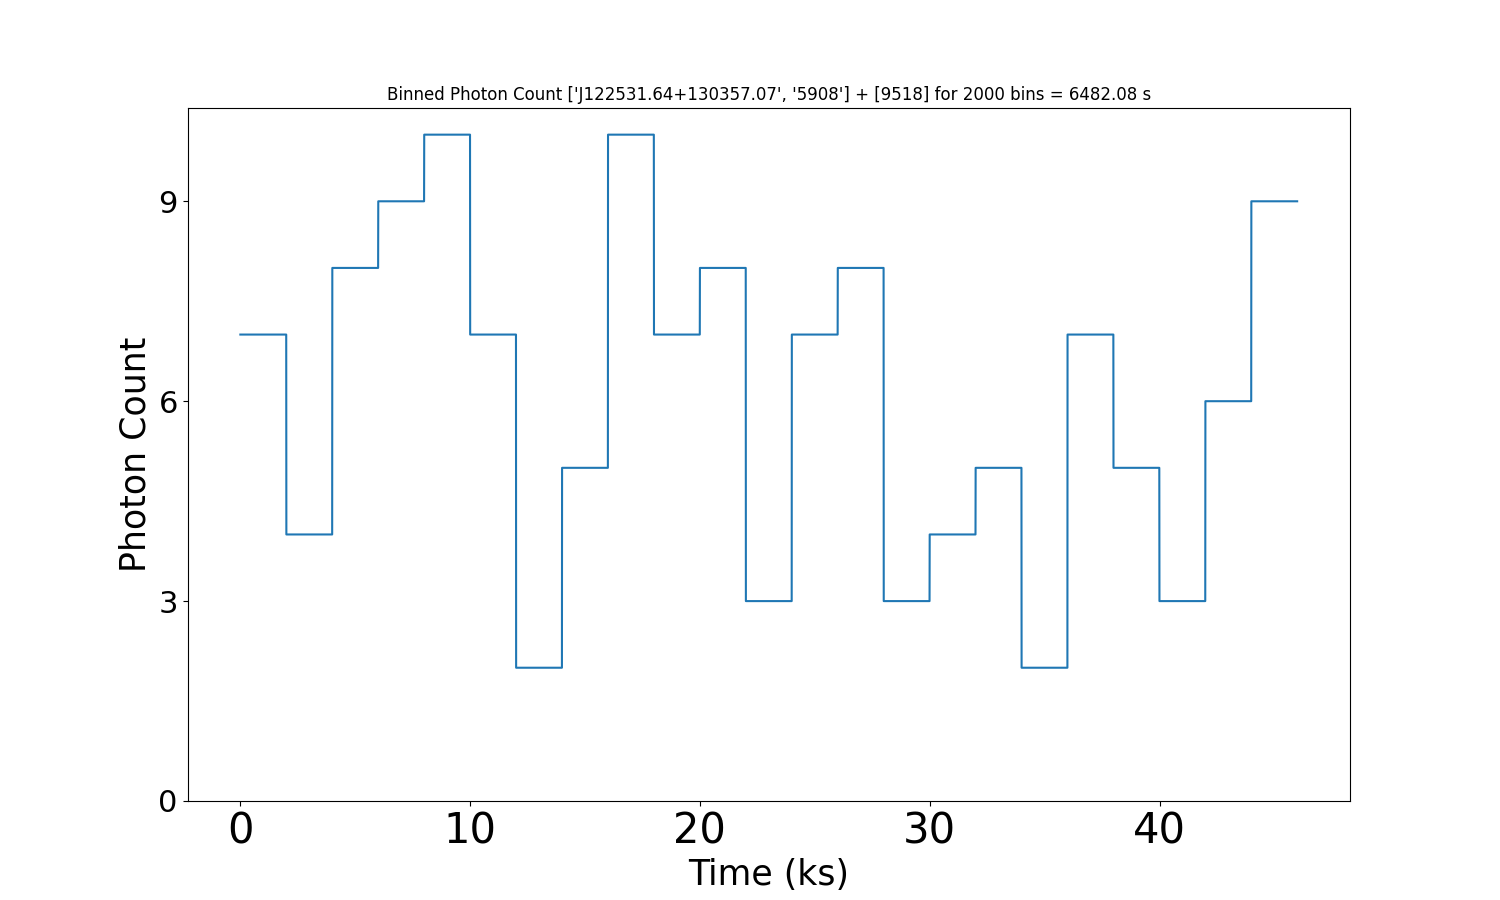 Binned Photon Count ['J122531.64+130357.07', '5908'] + [9518] for 2000 bins = 6482.08 s
9
6
3
0
Photon Count
0 10 20 30 40
Time (ks)